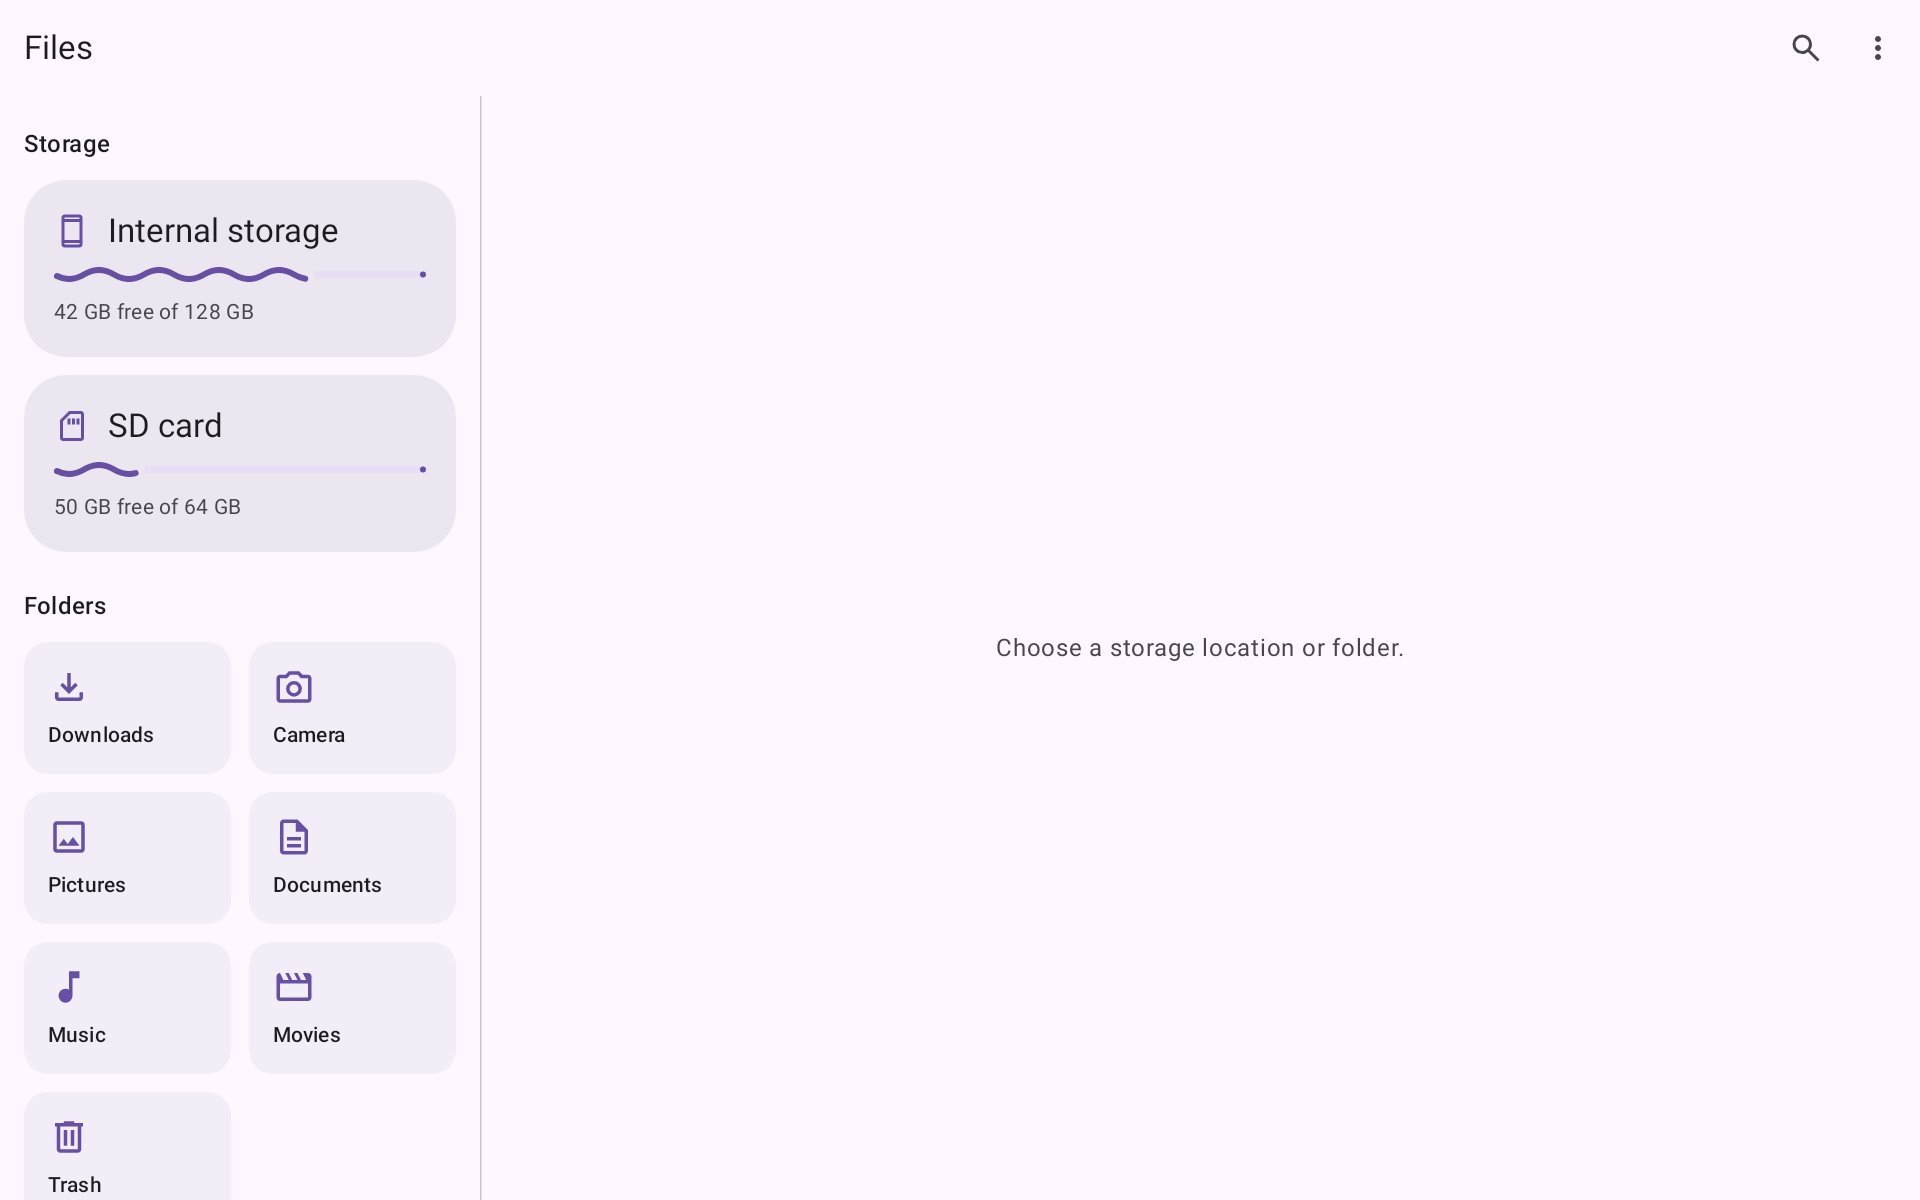 Files
Storage
Internal storage
42 GB free of 128 GB
SD card
50 GB free of 64 GB
Folders
Downloads
Camera
Pictures
Documents
Music
Movies
Trash
Choose a storage location or folder.